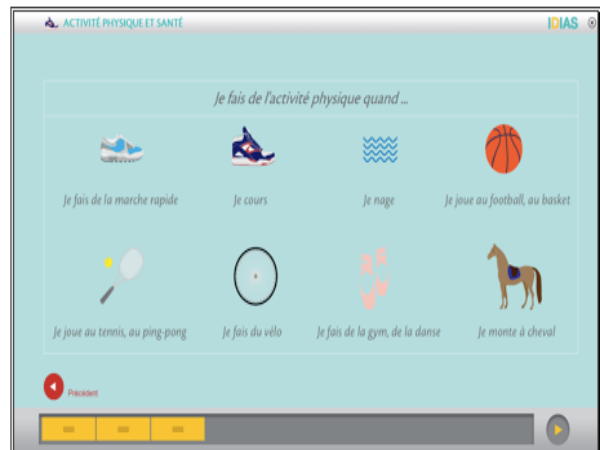 ACTIVITÉ PHYSIQUE ET SANTÉ
IDIAS
Je fais de l'activité physique quand ...
Je fais de la marche rapide
Je cours
Je nage
Je joue au football, au basket
Je joue au tennis, au ping-pong
Je fais du vélo
Je fais de la gym, de la danse
Je monte à cheval
Précédent